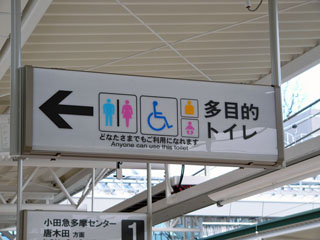 多目的
トイレ
どなたさまでもご利用になれます
Anyone can use this toilet
小田急多摩センター
唐木田 方面
1